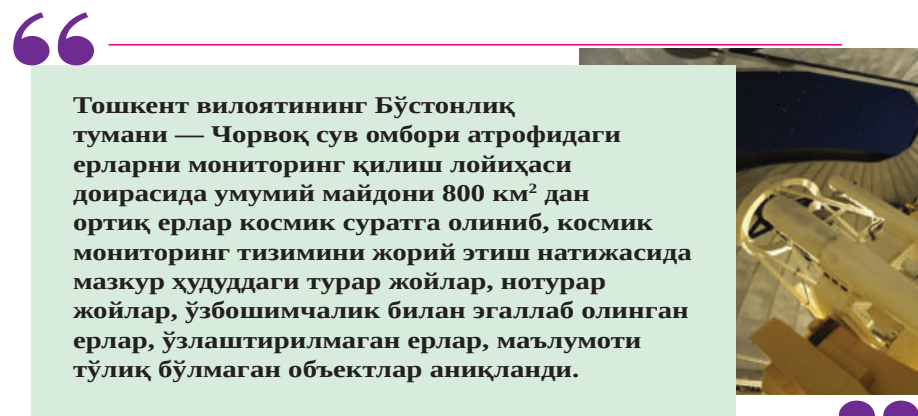 Тошкент вилоятининг Бўстонлиқ
тумани — Чорвоқ сув омбори атрофидаги
ерларни мониторинг қилиш лойиҳаси
доирасида умумий майдони 800 км² дан
ортиқ ерлар космик суратга олиниб, космик
мониторинг тизимини жорий этиш натижасида
мазкур ҳудуддаги турар жойлар, нотурар
жойлар, ўзбошимчалик билан эгаллаб олинган
ерлар, ўзлаштирилмаган ерлар, маълумоти
тўлиқ бўлмаган объектлар аниқланди.